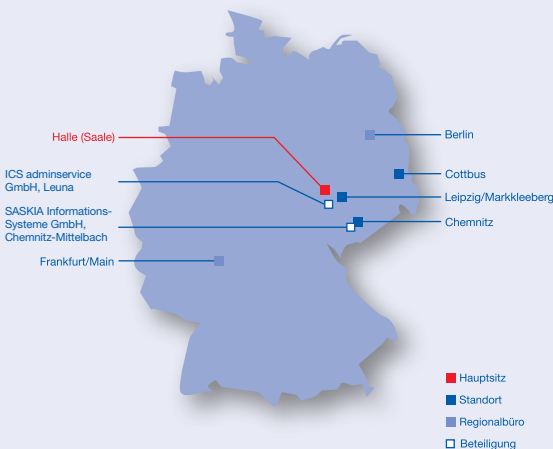 Halle (Saale)
ICS adminservice
GmbH, Leuna
SASKIA Informations-
Systeme GmbH,
Chemnitz-Mittelbach
Frankfurt/Main
Berlin
Cottbus
Leipzig/Markkleeberg
Chemnitz
Hauptsitz
Standort
Regionalbüro
Beteiligung